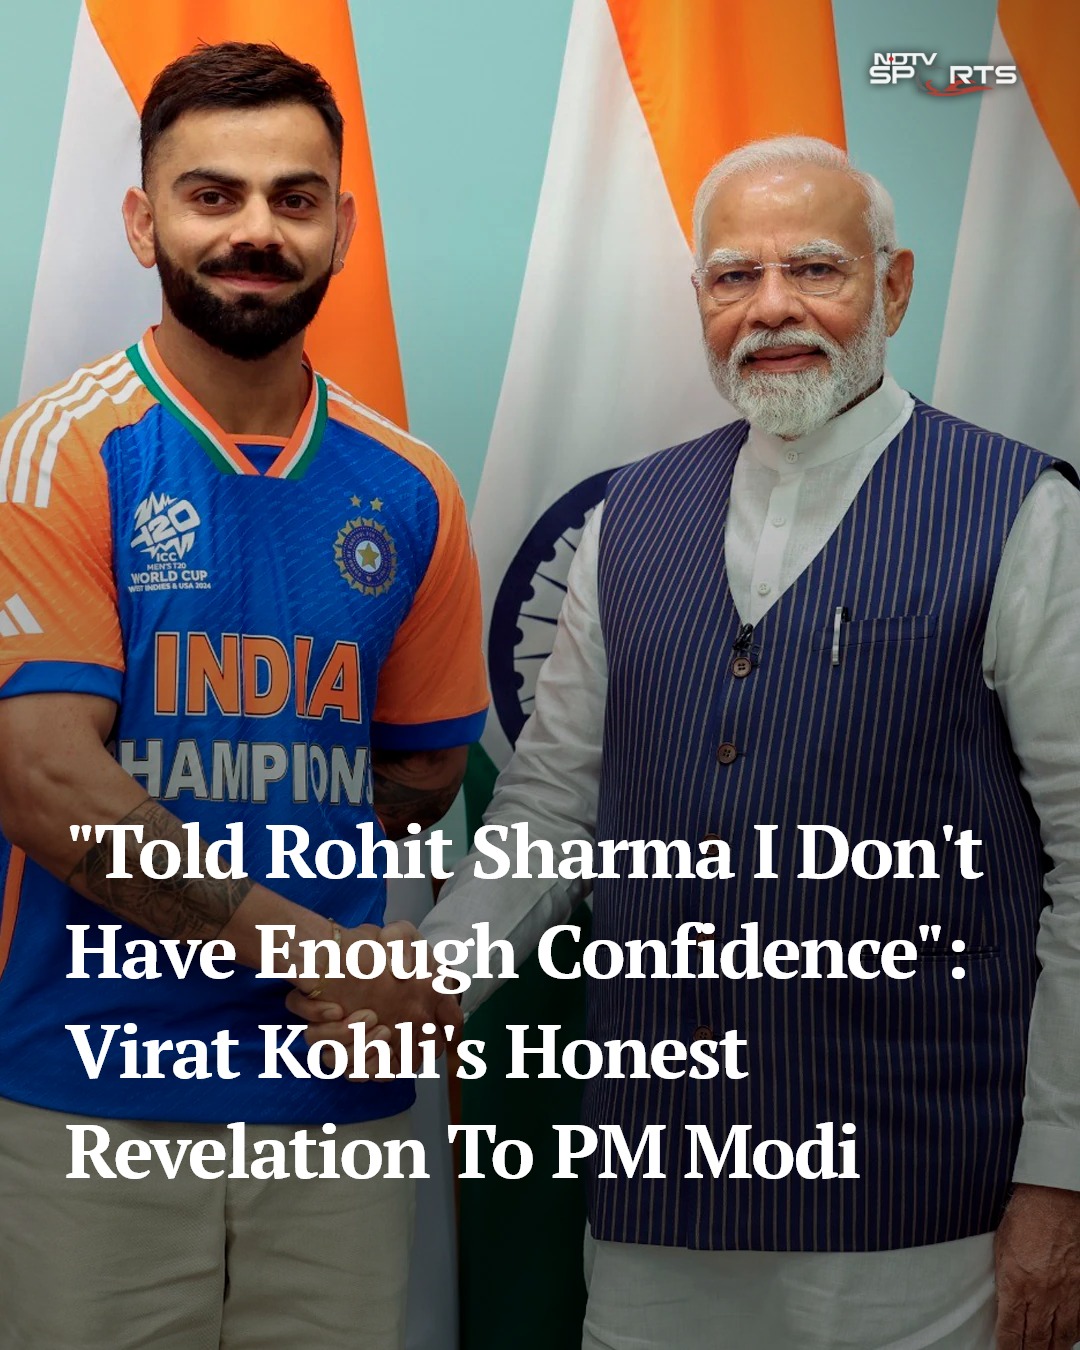 NDTV
SPORTS
T20
ICC
MEN'S T20
WORLD CUP
WEST INDIES & USA 2024
INDIA
CHAMPIONS
"Told Rohit Sharma I Don't
Have Enough Confidence":
Virat Kohli's Honest
Revelation To PM Modi